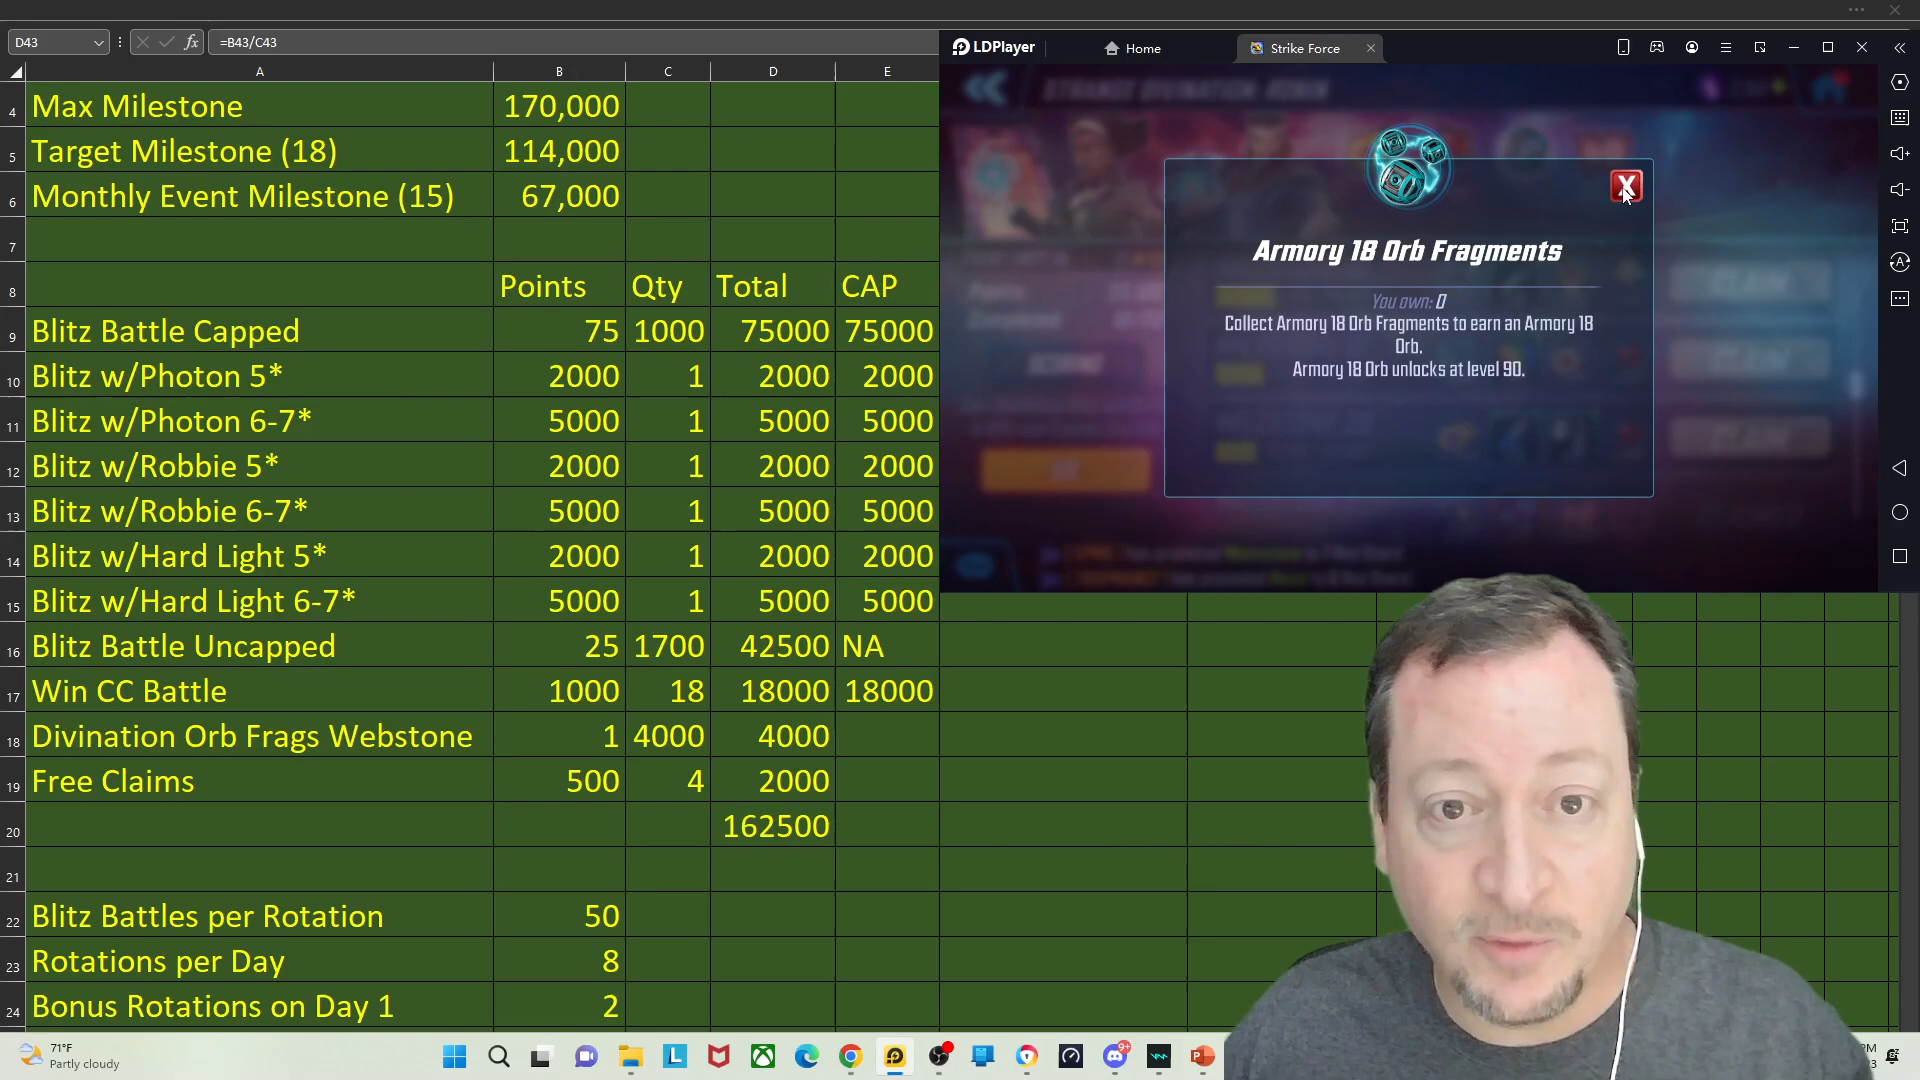 D43
fx
=B43/C43
A B C D E
4 Max Milestone 170,000
5 Target Milestone (18) 114,000
6 Monthly Event Milestone (15) 67,000
7
8 Points Qty Total CAP
9 Blitz Battle Capped 75 1000 75000 75000
10 Blitz w/Photon 5* 2000 1 2000 2000
11 Blitz w/Photon 6-7* 5000 1 5000 5000
12 Blitz w/Robbie 5* 2000 1 2000 2000
13 Blitz w/Robbie 6-7* 5000 1 5000 5000
14 Blitz w/Hard Light 5* 2000 1 2000 2000
15 Blitz w/Hard Light 6-7* 5000 1 5000 5000
16 Blitz Battle Uncapped 25 1700 42500 NA
17 Win CC Battle 1000 18 18000 18000
18 Divination Orb Frags Webstone 1 4000 4000
19 Free Claims 500 4 2000
20 162500
21
22 Blitz Battles per Rotation 50
23 Rotations per Day 8
24 Bonus Rotations on Day 1 2
LDPlayer
Home
Strike Force
STRANGE DIVINATION: RONIN
X
Armory 18 Orb Fragments
You own: 0
Collect Armory 18 Orb Fragments to earn an Armory 18
Orb.
Armory 18 Orb unlocks at level 90.
SCORING
CLAIM
CLAIM
CLAIM
71°F
Partly cloudy
9+